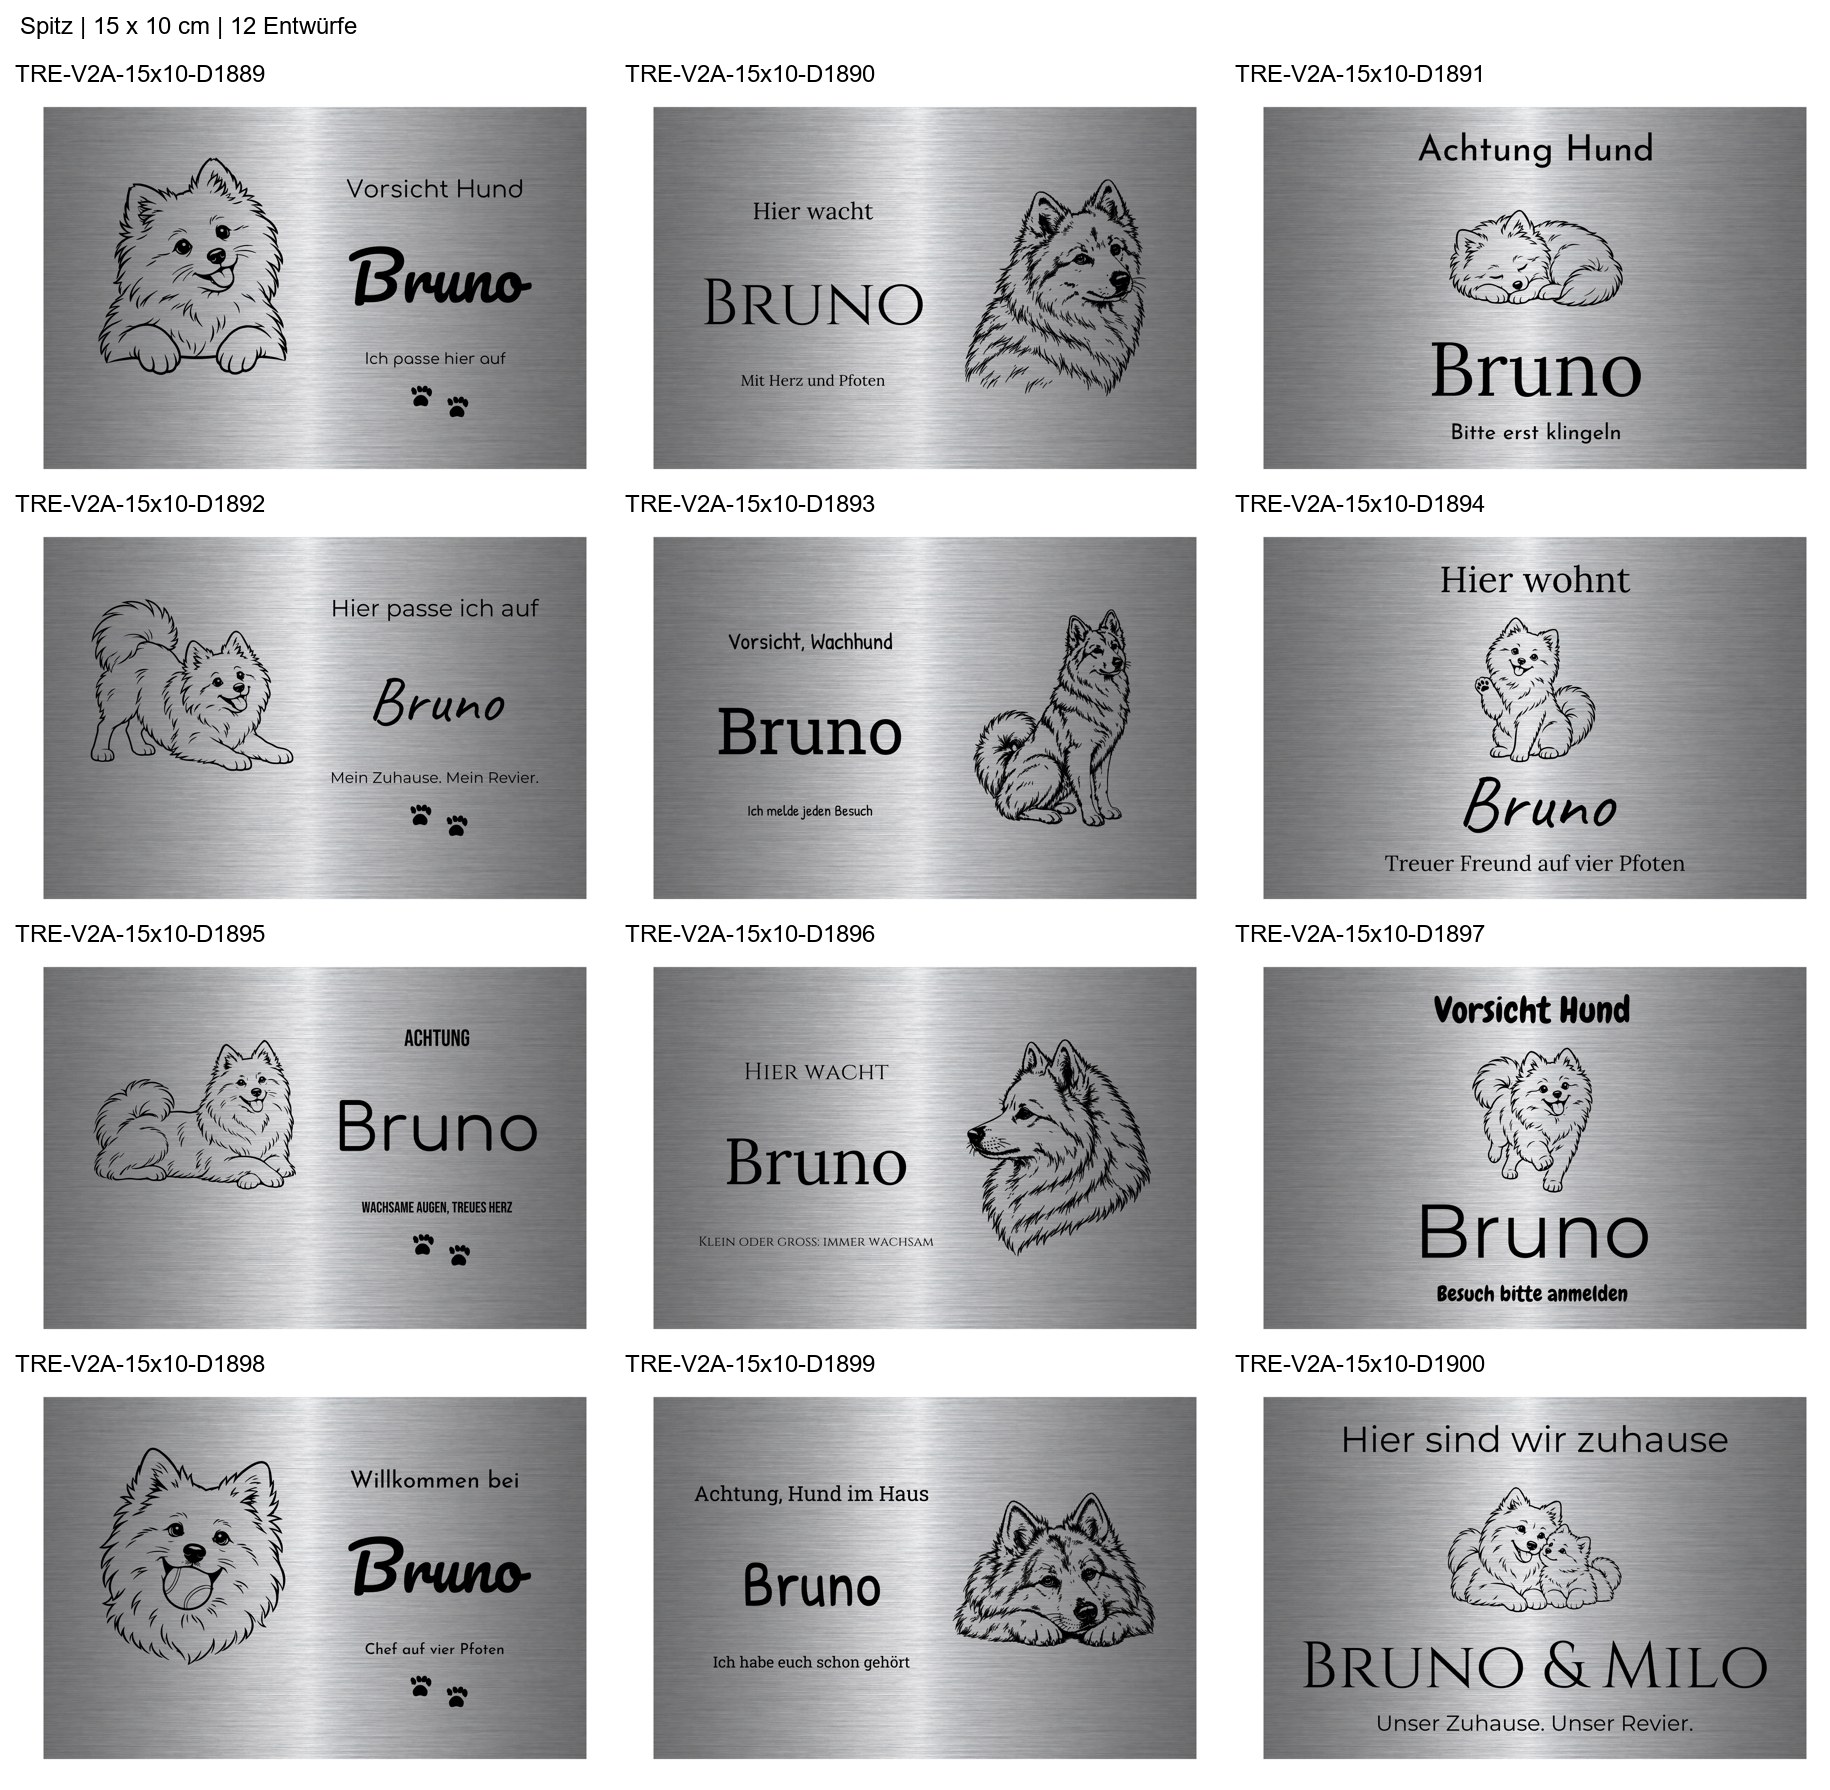 Spitz | 15 x 10 cm | 12 Entwürfe
TRE-V2A-15x10-D1889
Vorsicht Hund
Bruno
Ich passe hier auf
TRE-V2A-15x10-D1890
Hier wacht
BRUNO
Mit Herz und Pfoten
TRE-V2A-15x10-D1891
Achtung Hund
Bruno
Bitte erst klingeln
TRE-V2A-15x10-D1892
Hier passe ich auf
Bruno
Mein Zuhause. Mein Revier.
TRE-V2A-15x10-D1893
Vorsicht, Wachhund
Bruno
Ich melde jeden Besuch
TRE-V2A-15x10-D1894
Hier wohnt
Bruno
Treuer Freund auf vier Pfoten
TRE-V2A-15x10-D1895
ACHTUNG
Bruno
WACHSAME AUGEN, TREUES HERZ
TRE-V2A-15x10-D1896
HIER WACHT
Bruno
KLEIN ODER GROSS: IMMER WACHSAM
TRE-V2A-15x10-D1897
Vorsicht Hund
Bruno
Besuch bitte anmelden
TRE-V2A-15x10-D1898
Willkommen bei
Bruno
Chef auf vier Pfoten
TRE-V2A-15x10-D1899
Achtung, Hund im Haus
Bruno
Ich habe euch schon gehört
TRE-V2A-15x10-D1900
Hier sind wir zuhause
BRUNO & MILO
Unser Zuhause. Unser Revier.